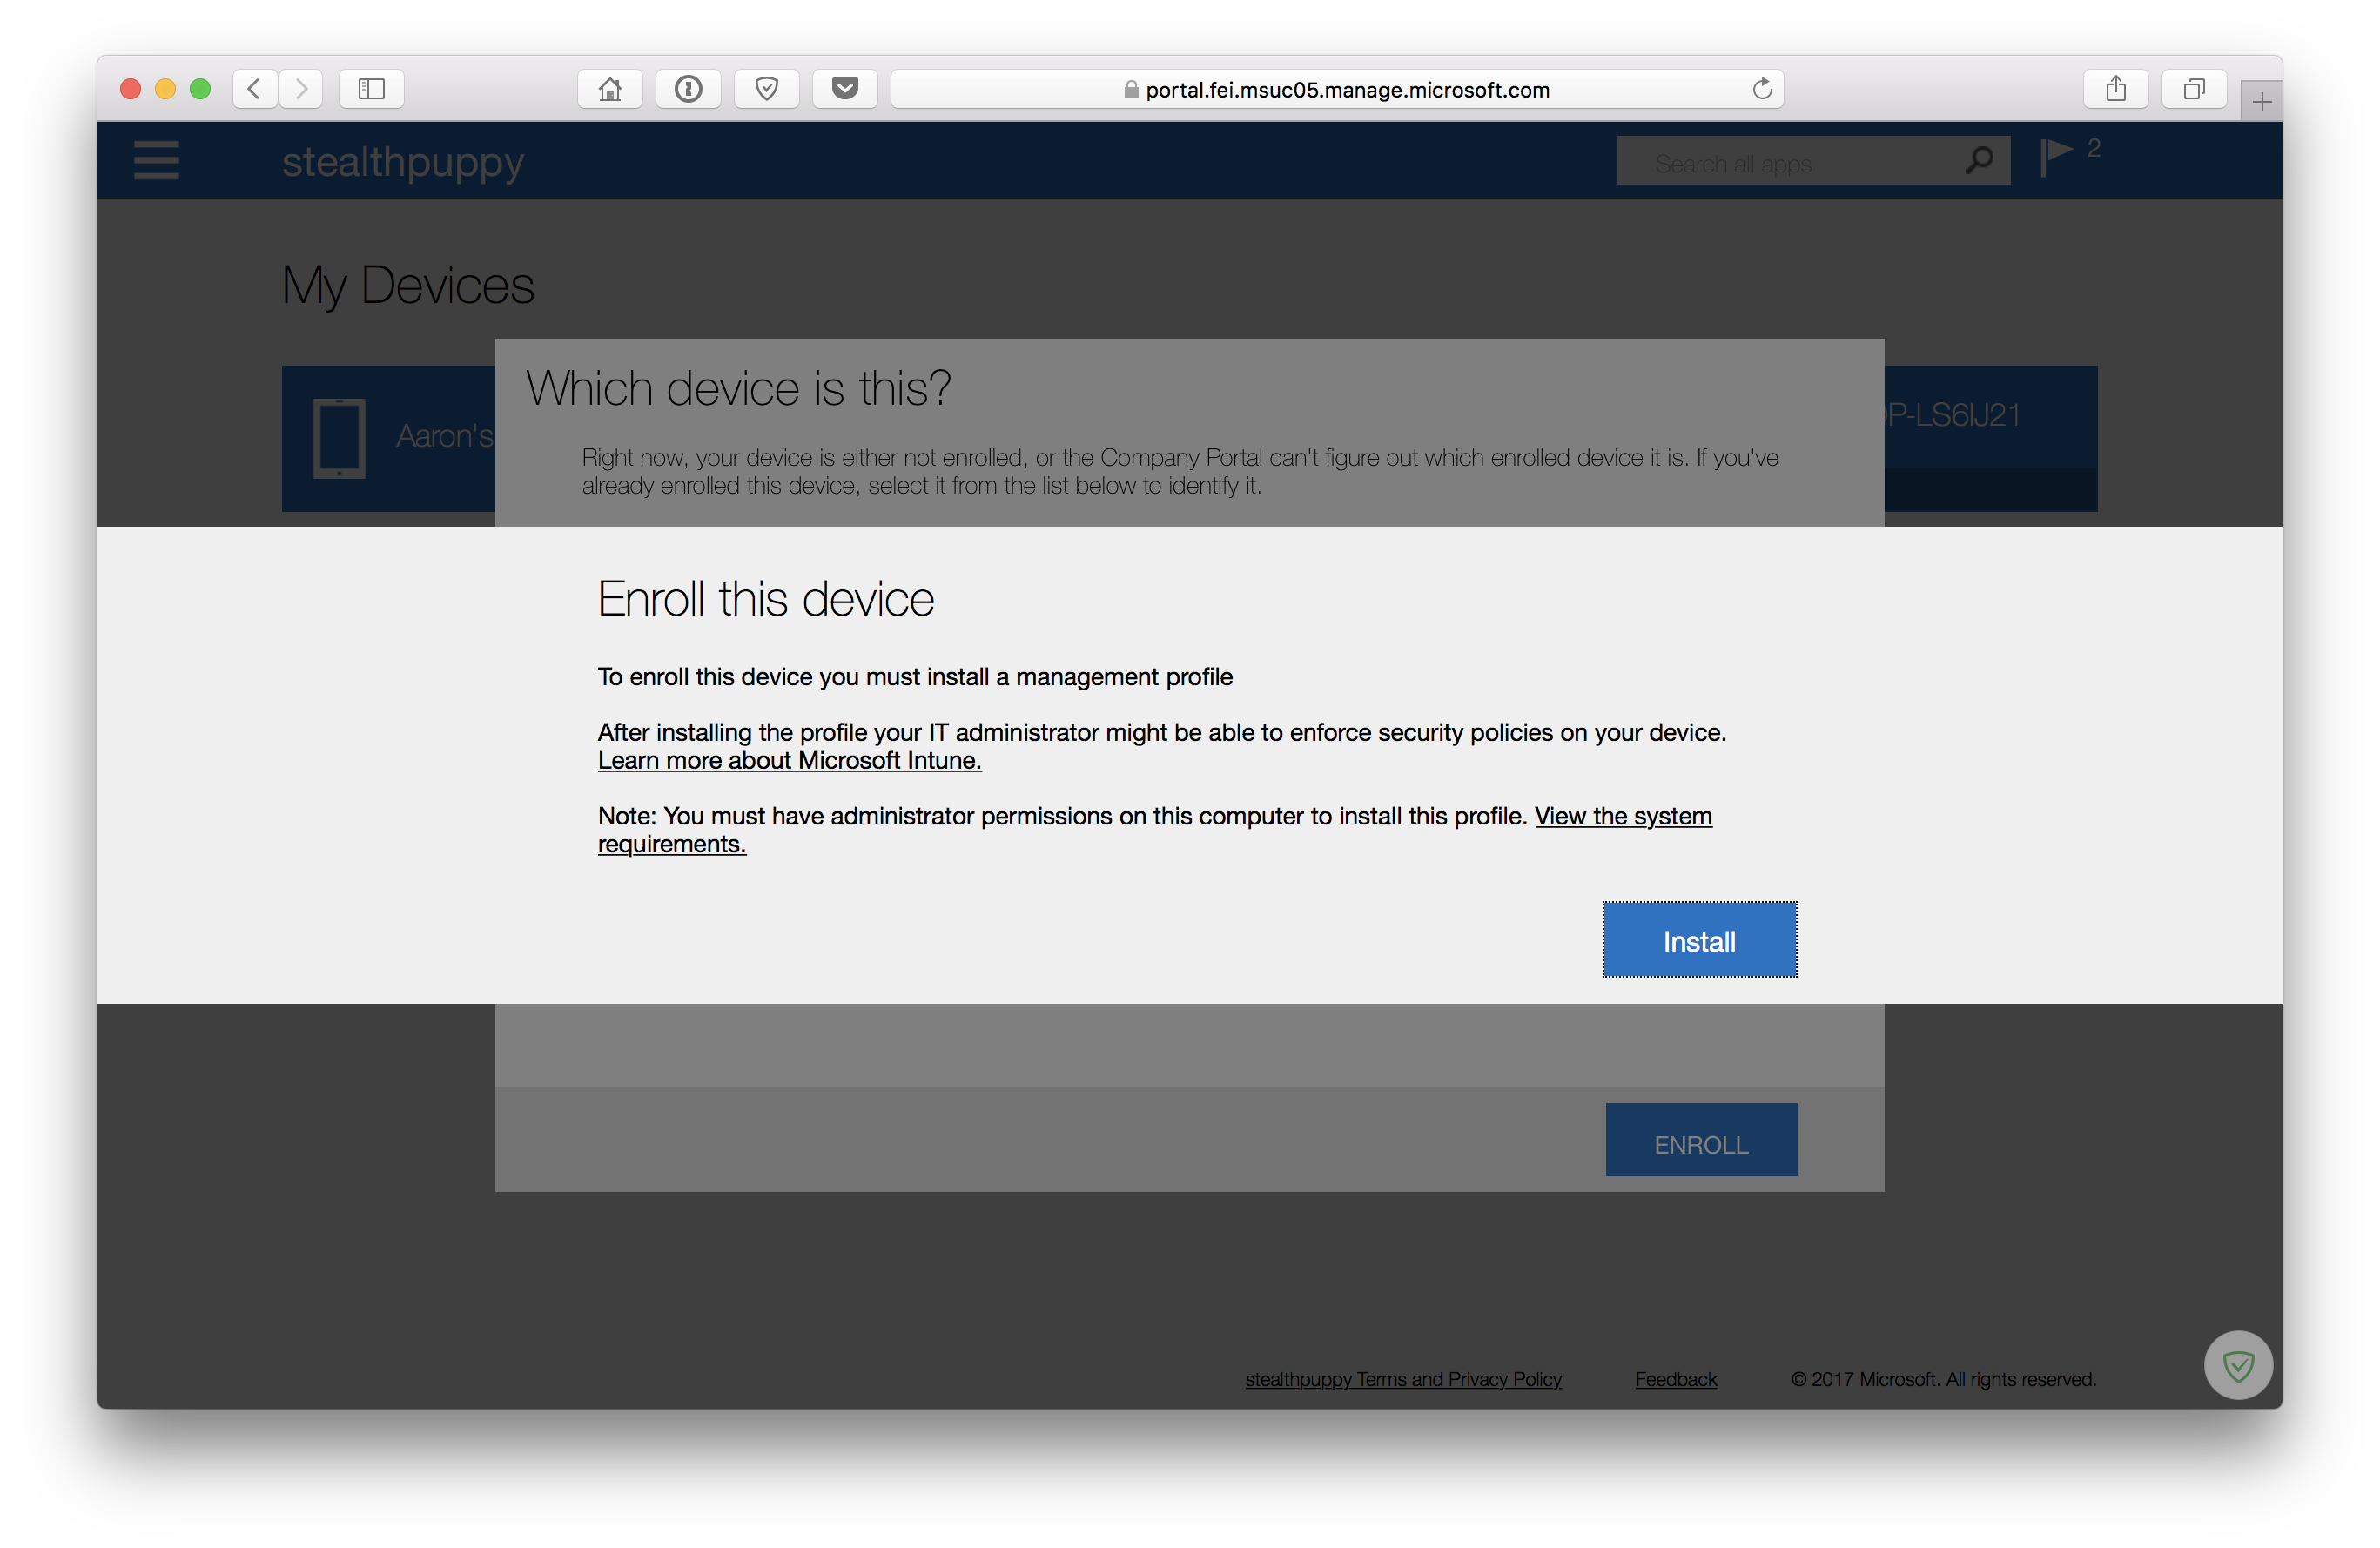 portal.fei.msuc05.manage.microsoft.com
stealthpuppy
Search all apps
2
My Devices
Which device is this?
Aaron's
P-LS6IJ21
Right now, your device is either not enrolled, or the Company Portal can't figure out which enrolled device it is. If you've
already enrolled this device, select it from the list below to identify it.
Enroll this device
To enroll this device you must install a management profile
After installing the profile your IT administrator might be able to enforce security policies on your device.
Learn more about Microsoft Intune.
Note: You must have administrator permissions on this computer to install this profile. View the system
requirements.
Install
ENROLL
stealthpuppy Terms and Privacy Policy
Feedback
© 2017 Microsoft. All rights reserved.